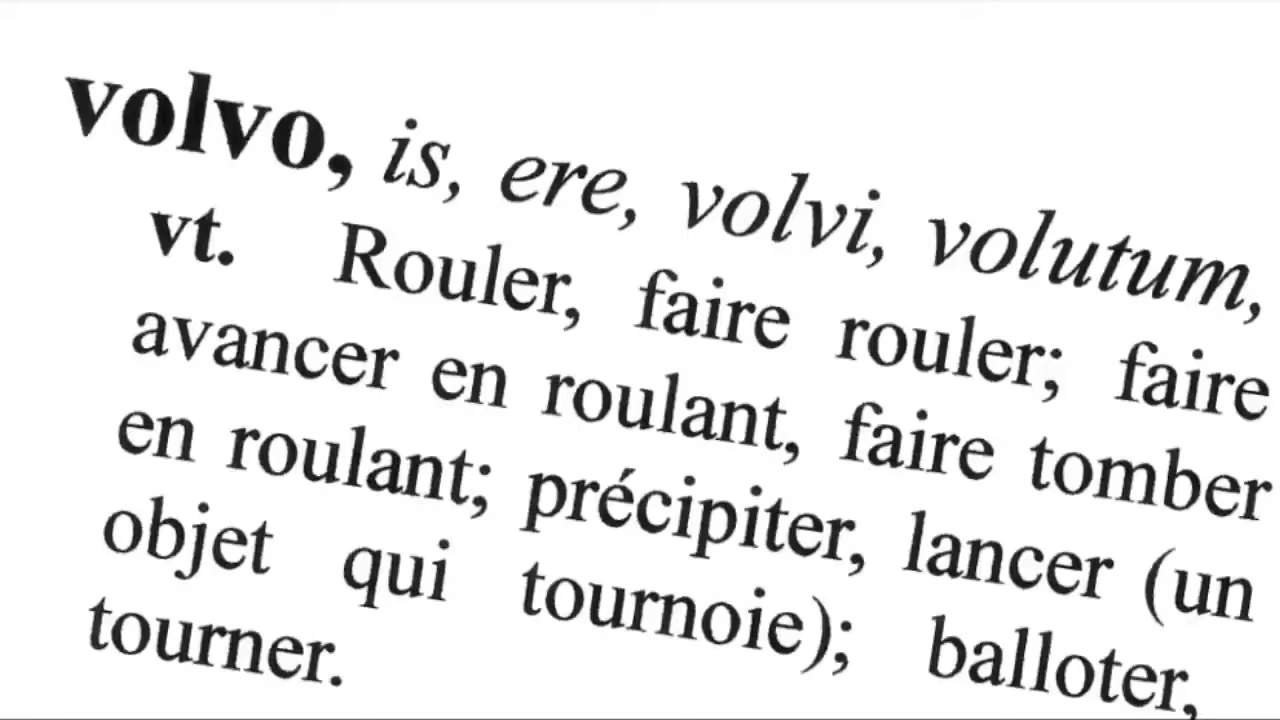 volvo, is, ere, volvi, volutum,
vt. Rouler, faire rouler; faire
avancer en roulant, faire tomber
en roulant; précipiter, lancer (un
objet qui tournoie); balloter,
tourner.